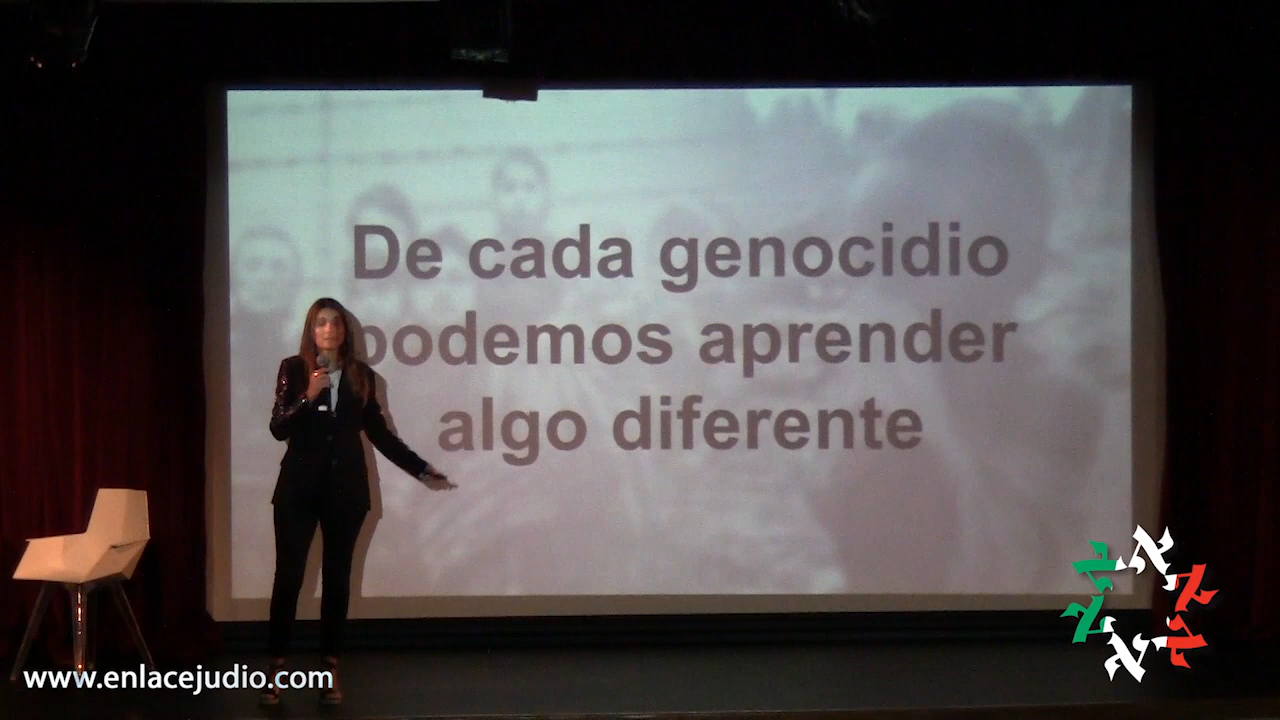 De cada genocidio
podemos aprender
algo diferente
www.enlacejudio.com
א א א א א א